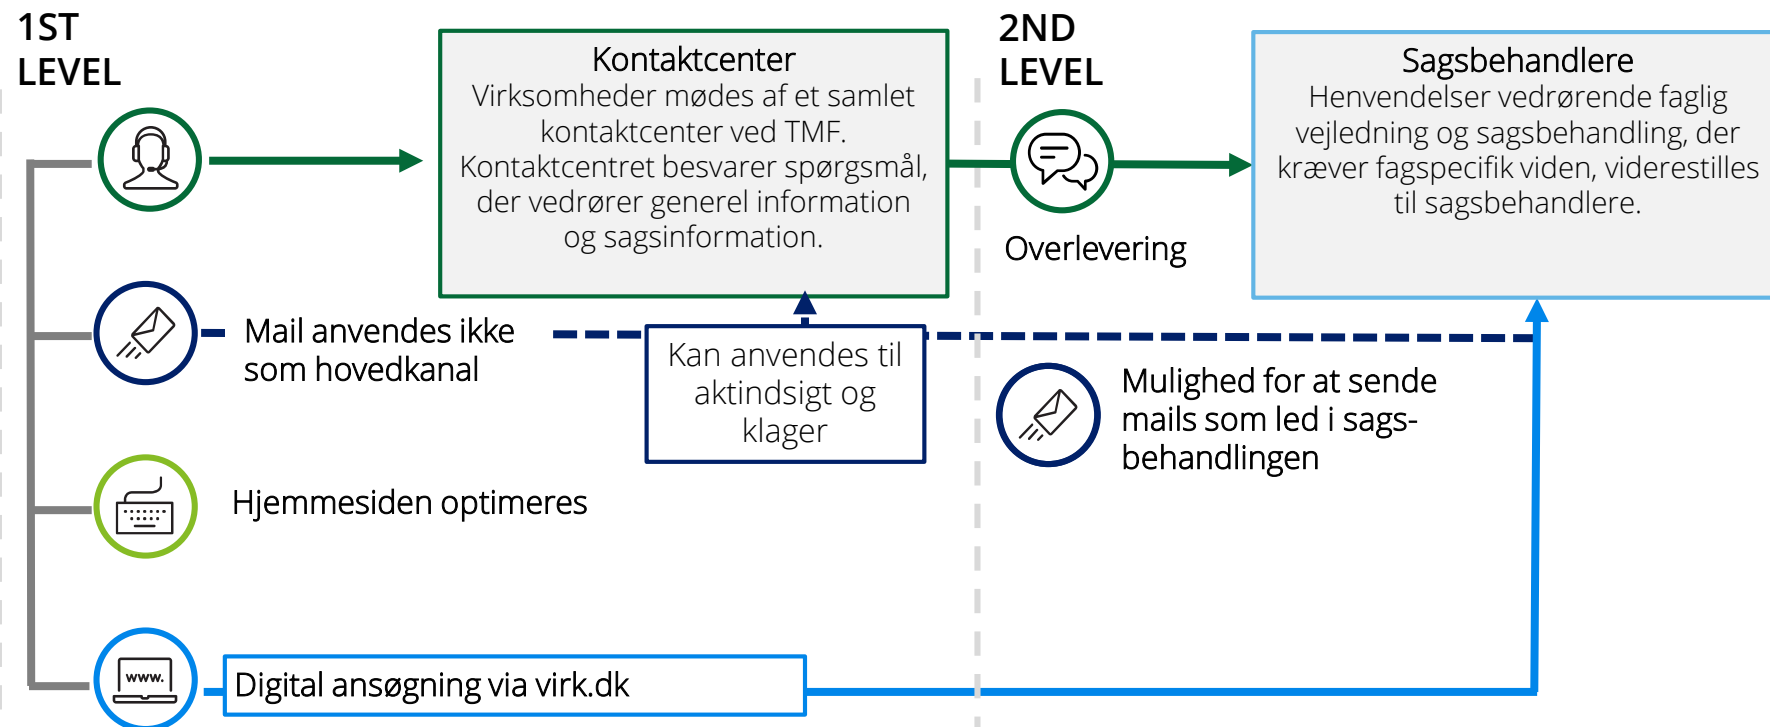 1ST
LEVEL
Kontaktcenter
Virksomheder mødes af et samlet
kontaktcenter ved TMF.
Kontaktcentret besvarer spørgsmål,
der vedrører generel information
og sagsinformation.
2ND
LEVEL
Overlevering
Sagsbehandlere
Henvendelser vedrørende faglig
vejledning og sagsbehandling, der
kræver fagspecifik viden, viderestilles
til sagsbehandlere.
Mail anvendes ikke
som hovedkanal
Kan anvendes til
aktindsigt og
klager
Mulighed for at sende
mails som led i sags-
behandlingen
Hjemmesiden optimeres
www.
Digital ansøgning via virk.dk